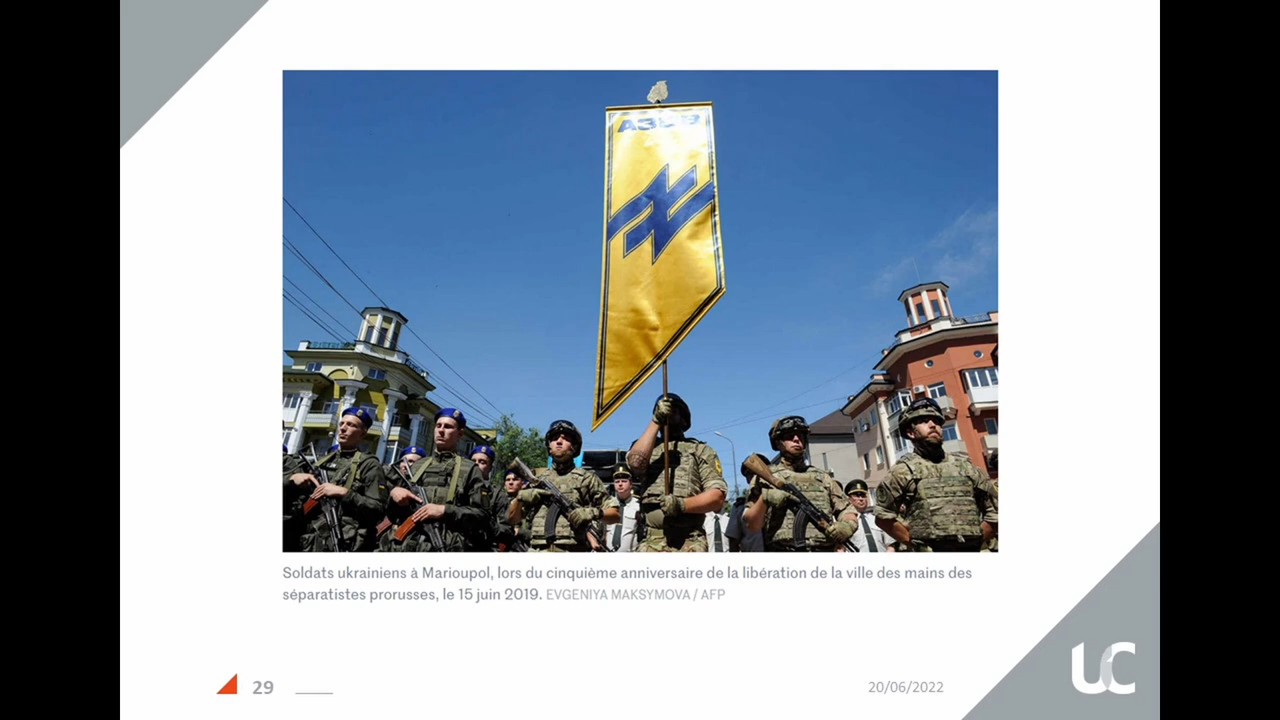 АЗОВ
Soldats ukrainiens à Marioupol, lors du cinquième anniversaire de la libération de la ville des mains des
séparatistes prorusses, le 15 juin 2019. EVGENIYA MAKSYMOVA / AFP
29
20/06/2022
UC